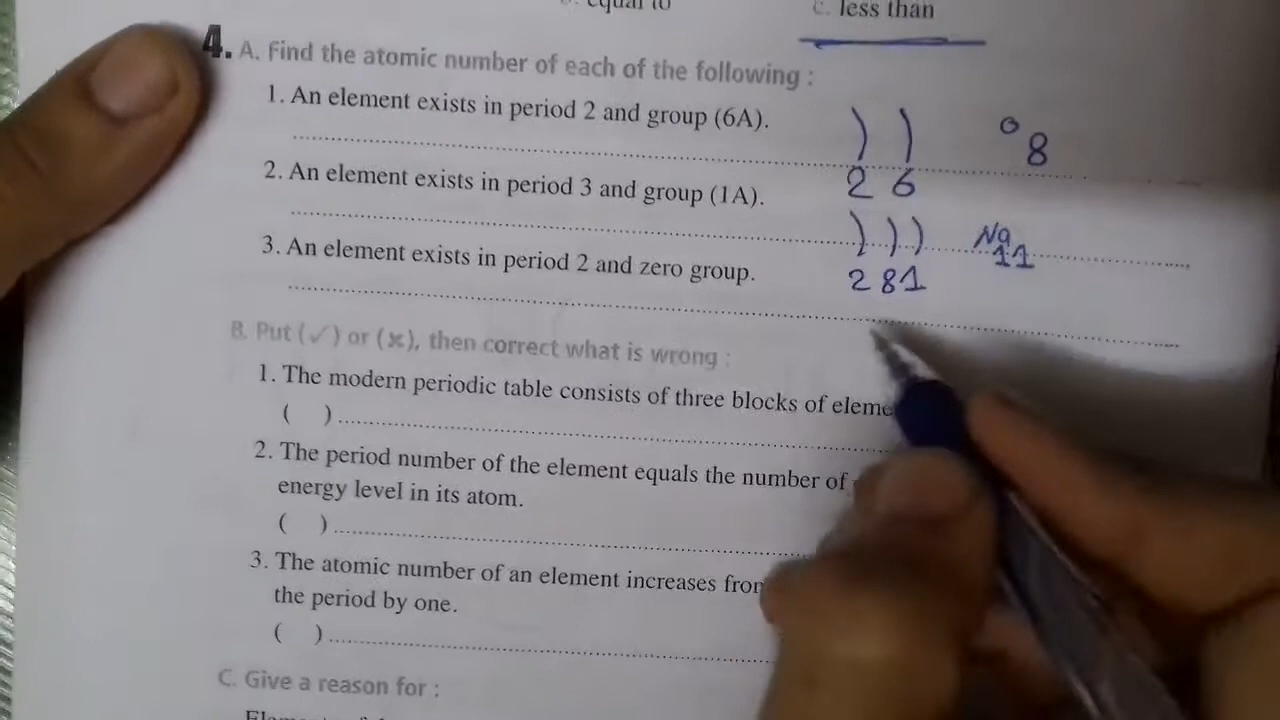 equal to c. less than
4. A. Find the atomic number of each of the following :
1. An element exists in period 2 and group (6A).
) ) O 8
2 6
2. An element exists in period 3 and group (1A).
) ) ) Na 11
2 8 1
3. An element exists in period 2 and zero group.
B. Put (✓) or (×), then correct what is wrong :
1. The modern periodic table consists of three blocks of
( )
2. The period number of the element equals the number of
energy level in its atom.
( )
3. The atomic number of an element increases
the period by one.
( )
C. Give a reason for :